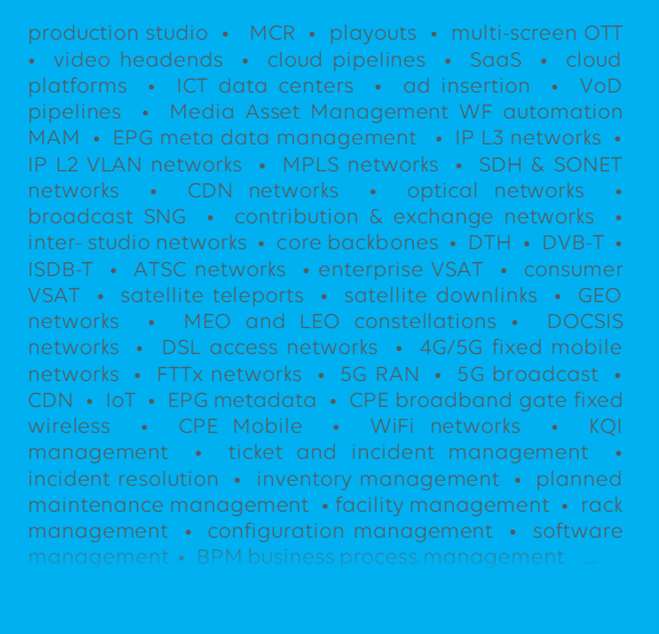 production studio • MCR • playouts • multi-screen OTT
• video headends • cloud pipelines • SaaS • cloud
platforms • ICT data centers • ad insertion • VoD
pipelines • Media Asset Management WF automation
MAM • EPG meta data management • IP L3 networks •
IP L2 VLAN networks • MPLS networks • SDH & SONET
networks • CDN networks • optical networks •
broadcast SNG • contribution & exchange networks •
inter- studio networks • core backbones • DTH • DVB-T •
ISDB-T • ATSC networks • enterprise VSAT • consumer
VSAT • satellite teleports • satellite downlinks • GEO
networks • MEO and LEO constellations • DOCSIS
networks • DSL access networks • 4G/5G fixed mobile
networks • FTTx networks • 5G RAN • 5G broadcast •
CDN • IoT • EPG metadata • CPE broadband gate fixed
wireless • CPE Mobile • WiFi networks • KQI
management • ticket and incident management •
incident resolution • inventory management • planned
maintenance management • facility management • rack
management • configuration management • software
management • BPM business process management ...